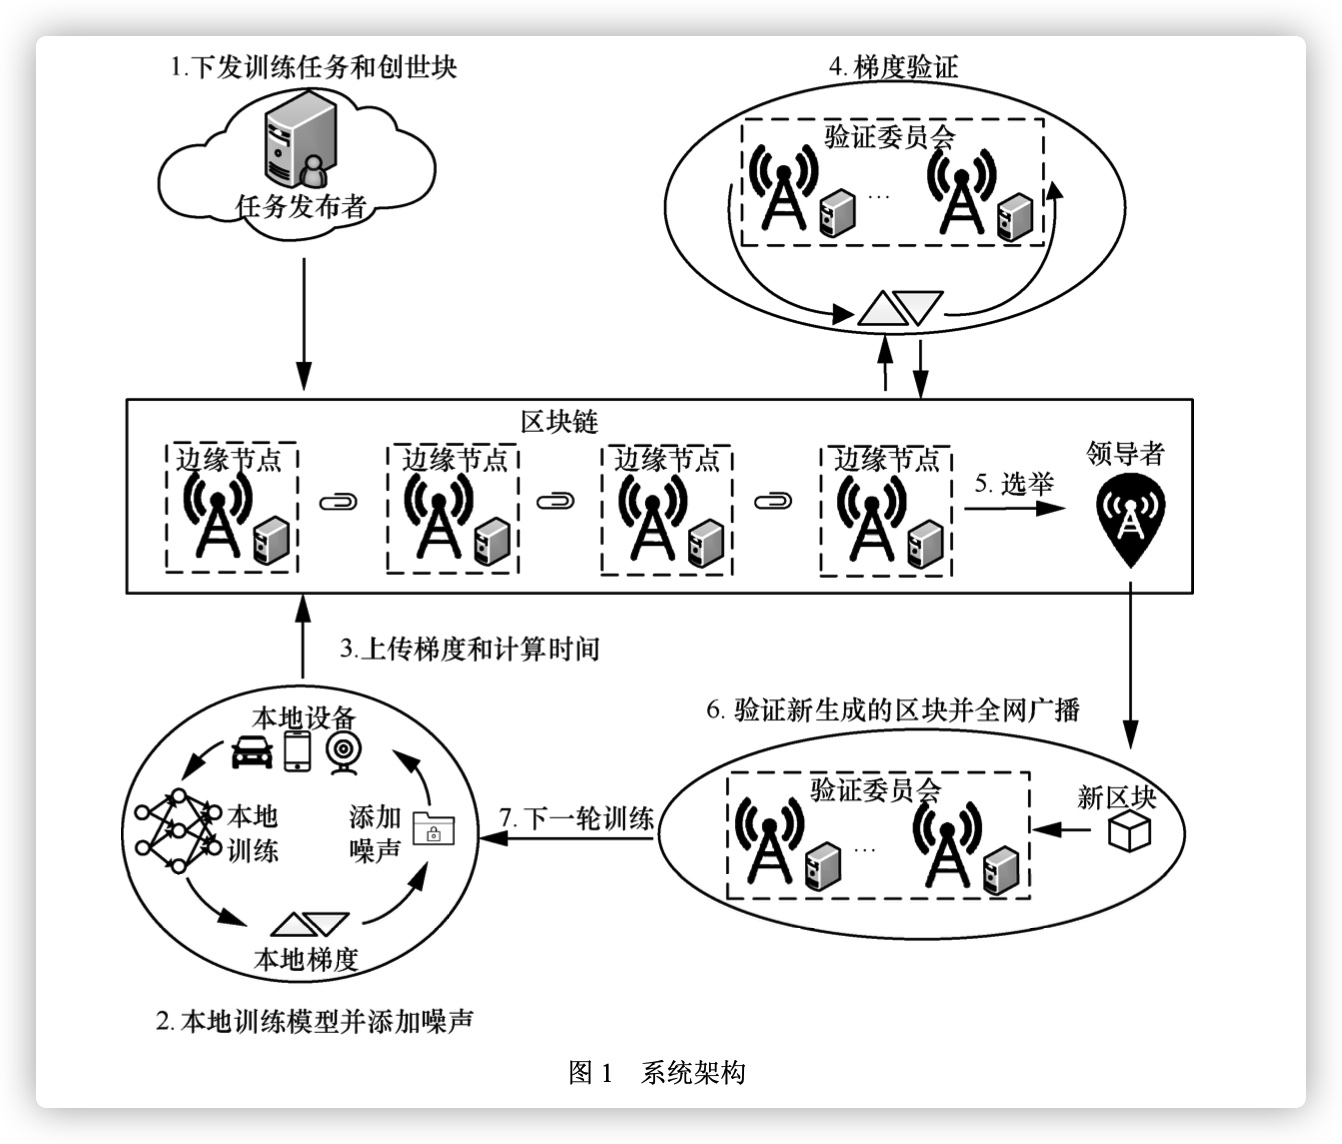 1.下发训练任务和创世块
任务发布者
4. 梯度验证
验证委员会
...
区块链
边缘节点
边缘节点
边缘节点
边缘节点
5. 选举
领导者
3.上传梯度和计算时间
本地设备
本地
训练
添加
噪声
本地梯度
2.本地训练模型并添加噪声
6. 验证新生成的区块并全网广播
验证委员会
...
新区块
7.下一轮训练
图 1 系统架构